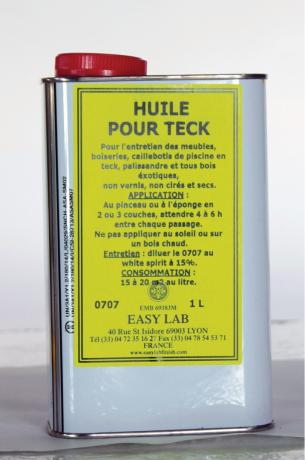 HUILE
POUR TECK
Pour l'entretien des meubles,
boiseries, caillebotis de piscine en
teck, palissandre et tous bois
éxotiques,
non vernis, non cirés et secs.
APPLICATION :
Au pinceau ou à l'éponge en
2 ou 3 couches, attendre 4 à 6 h
entre chaque passage.
Ne pas appliquer au soleil ou sur
un bois chaud.
Entretien : diluer le 0707 au
white spirit à 15%.
CONSOMMATION :
15 à 20 m² au litre.
0707 1 L
EMB 69383M
EASY LAB
40 Rue St Isidore 69003 LYON
Tél (33) 04 72 35 16 27 Fax (33) 04 78 54 53 71
FRANCE